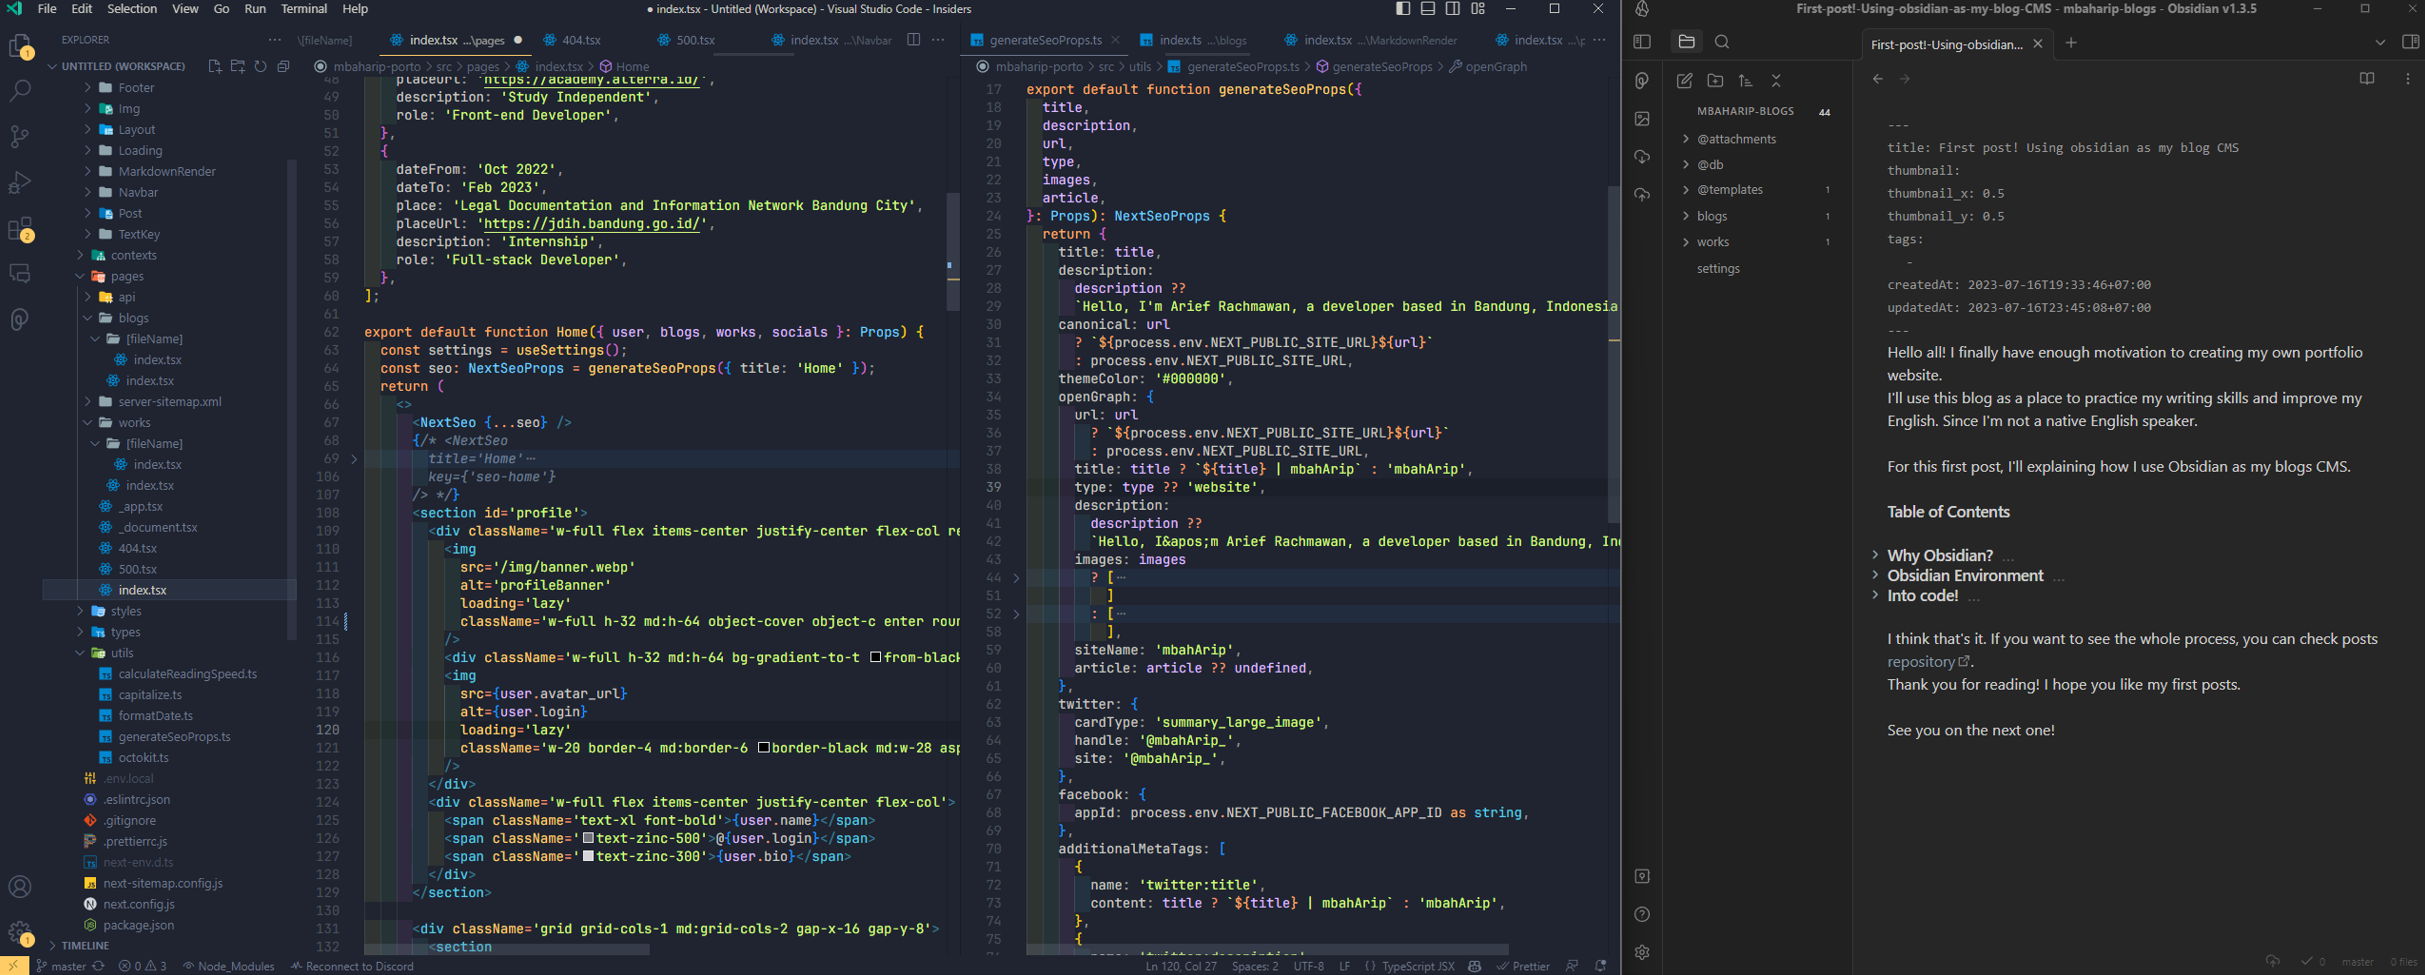 File Edit Selection View Go Run Terminal Help
● index.tsx - Untitled (Workspace) - Visual Studio Code - Insiders
EXPLORER
UNTITLED (WORKSPACE)
Footer
Img
Layout
Loading
MarkdownRender
Navbar
Post
TextKey
contexts
pages
api
blogs
[fileName]
index.tsx
index.tsx
server-sitemap.xml
works
[fileName]
index.tsx
index.tsx
_app.tsx
_document.tsx
404.tsx
500.tsx
index.tsx
styles
types
utils
calculateReadingSpeed.ts
capitalize.ts
formatDate.ts
generateSeoProps.ts
octokit.ts
.env.local
.eslintrc.json
.gitignore
.prettierrc.js
next-env.d.ts
next-sitemap.config.js
next.config.js
package.json
TIMELINE
\[fileName] index.tsx ...\pages ● 404.tsx 500.tsx index.tsx ...\Navbar
mbaharip-porto > src > pages > index.tsx > Home
48 placeUrl: 'https://academy.alterra.id/',
49 description: 'Study Independent',
50 role: 'Front-end Developer',
51 },
52 {
53 dateFrom: 'Oct 2022',
54 dateTo: 'Feb 2023',
55 place: 'Legal Documentation and Information Network Bandung City',
56 placeUrl: 'https://jdih.bandung.go.id/',
57 description: 'Internship',
58 role: 'Full-stack Developer',
59 },
60 ];
61
62 export default function Home({ user, blogs, works, socials }: Props) {
63 const settings = useSettings();
64 const seo: NextSeoProps = generateSeoProps({ title: 'Home' });
65 return (
66 <>
67 <NextSeo {...seo} />
68 {/* <NextSeo
69 title='Home'⋯
106 key={'seo-home'}
107 /> */}
108 <section id='profile'>
109 <div className='w-full flex items-center justify-center flex-col re
110 <img
111 src='/img/banner.webp'
112 alt='profileBanner'
113 loading='lazy'
114 className='w-full h-32 md:h-64 object-cover object-c enter roun
115 />
116 <div className='w-full h-32 md:h-64 bg-gradient-to-t from-black
117 <img
118 src={user.avatar_url}
119 alt={user.login}
120 loading='lazy'
121 className='w-20 border-4 md:border-6 border-black md:w-28 asp
122 />
123 </div>
124 <div className='w-full flex items-center justify-center flex-col'>
125 <span className='text-xl font-bold'>{user.name}</span>
126 <span className='text-zinc-500'>@{user.login}</span>
127 <span className='text-zinc-300'>{user.bio}</span>
128 </div>
129 </section>
130
131 <div className='grid grid-cols-1 md:grid-cols-2 gap-x-16 gap-y-8'>
132 <section
generateSeoProps.ts index.ts ...\blogs index.tsx ...\MarkdownRender index.tsx ...\p
mbaharip-porto > src > utils > generateSeoProps.ts > generateSeoProps > openGraph
17 export default function generateSeoProps({
18 title,
19 description,
20 url,
21 type,
22 images,
23 article,
24 }: Props): NextSeoProps {
25 return {
26 title: title,
27 description:
28 description ??
29 `Hello, I'm Arief Rachmawan, a developer based in Bandung, Indonesia
30 canonical: url
31 ? `${process.env.NEXT_PUBLIC_SITE_URL}${url}`
32 : process.env.NEXT_PUBLIC_SITE_URL,
33 themeColor: '#000000',
34 openGraph: {
35 url: url
36 ? `${process.env.NEXT_PUBLIC_SITE_URL}${url}`
37 : process.env.NEXT_PUBLIC_SITE_URL,
38 title: title ? `${title} | mbahArip` : 'mbahArip',
39 type: type ?? 'website',
40 description:
41 description ??
42 `Hello, I&apos;m Arief Rachmawan, a developer based in Bandung, In
43 images: images
44 ? [⋯
51 ]
52 : [⋯
58 ],
59 siteName: 'mbahArip',
60 article: article ?? undefined,
61 },
62 twitter: {
63 cardType: 'summary_large_image',
64 handle: '@mbahArip_',
65 site: '@mbahArip_',
66 },
67 facebook: {
68 appId: process.env.NEXT_PUBLIC_FACEBOOK_APP_ID as string,
69 },
70 additionalMetaTags: [
71 {
72 name: 'twitter:title',
73 content: title ? `${title} | mbahArip` : 'mbahArip',
74 },
75 {
master 0 3 Node_Modules Reconnect to Discord
Ln 120, Col 27 Spaces: 2 UTF-8 LF {} TypeScript JSX Prettier
First-post!-Using-obsidian-as-my-blog-CMS - mbaharip-blogs - Obsidian v1.3.5
First-post!-Using-obsidian...
MBAHARIP-BLOGS 44
@attachments
@db
@templates 1
blogs 1
works 1
settings
---
title: First post! Using obsidian as my blog CMS
thumbnail:
thumbnail_x: 0.5
thumbnail_y: 0.5
tags:
-
createdAt: 2023-07-16T19:33:46+07:00
updatedAt: 2023-07-16T23:45:08+07:00
---
Hello all! I finally have enough motivation to creating my own portfolio
website.
I'll use this blog as a place to practice my writing skills and improve my
English. Since I'm not a native English speaker.
For this first post, I'll explaining how I use Obsidian as my blogs CMS.
Table of Contents
Why Obsidian? ...
Obsidian Environment ...
Into code! ...
I think that's it. If you want to see the whole process, you can check posts
repository.
Thank you for reading! I hope you like my first posts.
See you on the next one!
0 master 0 files